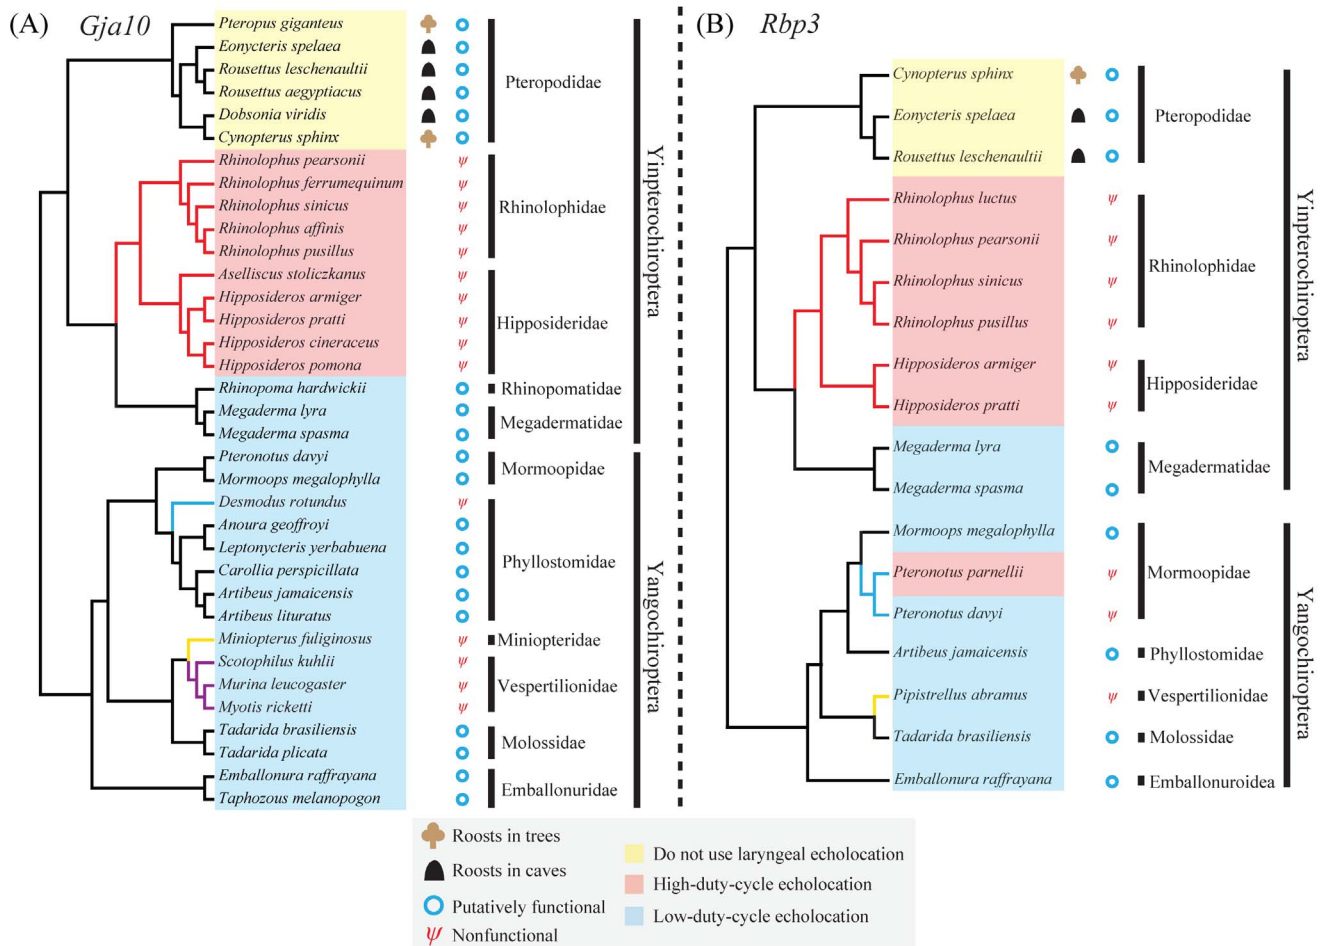 (A) Gja10
Pteropus giganteus
Eonycteris spelaea
Rousettus leschenaultii
Rousettus aegyptiacus
Dobsonia viridis
Cynopterus sphinx
Pteropodidae
Rhinolophus pearsonii ψ
Rhinolophus ferrumequinum ψ
Rhinolophus sinicus ψ
Rhinolophus affinis ψ
Rhinolophus pusillus ψ
Rhinolophidae
Aselliscus stoliczkanus ψ
Hipposideros armiger ψ
Hipposideros pratti ψ
Hipposideros cineraceus ψ
Hipposideros pomona ψ
Hipposideridae
Rhinopoma hardwickii
Rhinopomatidae
Megaderma lyra
Megaderma spasma
Megadermatidae
Yinpterochiroptera
Pteronotus davyi
Mormoops megalophylla
Mormoopidae
Desmodus rotundus ψ
Anoura geoffroyi
Leptonycteris yerbabuena
Carollia perspicillata
Artibeus jamaicensis
Artibeus lituratus
Phyllostomidae
Miniopterus fuliginosus ψ
Miniopteridae
Scotophilus kuhlii ψ
Murina leucogaster ψ
Myotis ricketti ψ
Vespertilionidae
Tadarida brasiliensis
Tadarida plicata
Molossidae
Emballonura raffrayana
Taphozous melanopogon
Emballonuridae
Yangochiroptera
(B) Rbp3
Cynopterus sphinx
Eonycteris spelaea
Rousettus leschenaultii
Pteropodidae
Rhinolophus luctus ψ
Rhinolophus pearsonii ψ
Rhinolophus sinicus ψ
Rhinolophus pusillus ψ
Rhinolophidae
Hipposideros armiger ψ
Hipposideros pratti ψ
Hipposideridae
Megaderma lyra
Megaderma spasma
Megadermatidae
Yinpterochiroptera
Mormoops megalophylla
Pteronotus parnellii ψ
Pteronotus davyi ψ
Mormoopidae
Artibeus jamaicensis
Phyllostomidae
Pipistrellus abramus ψ
Vespertilionidae
Tadarida brasiliensis
Molossidae
Emballonura raffrayana
Emballonuroidea
Yangochiroptera
Roosts in trees
Roosts in caves
Putatively functional
ψ Nonfunctional
Do not use laryngeal echolocation
High-duty-cycle echolocation
Low-duty-cycle echolocation